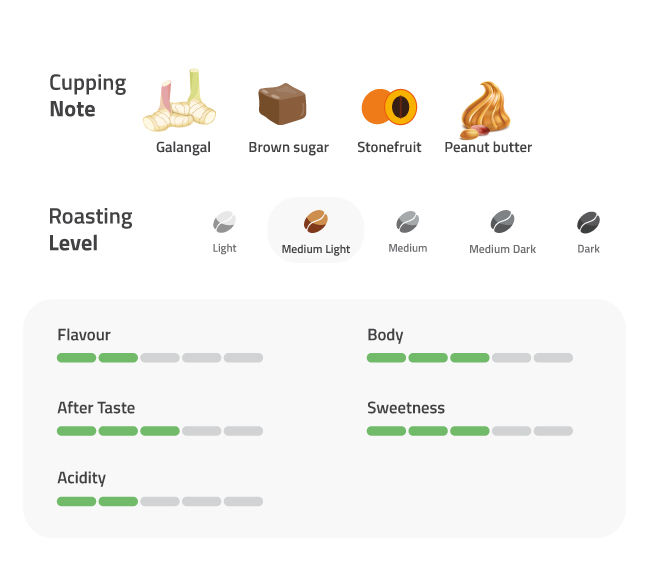 Cupping
Note
Galangal
Brown sugar
Stonefruit
Peanut butter
Roasting
Level
Light
Medium Light
Medium
Medium Dark
Dark
Flavour
Body
After Taste
Sweetness
Acidity